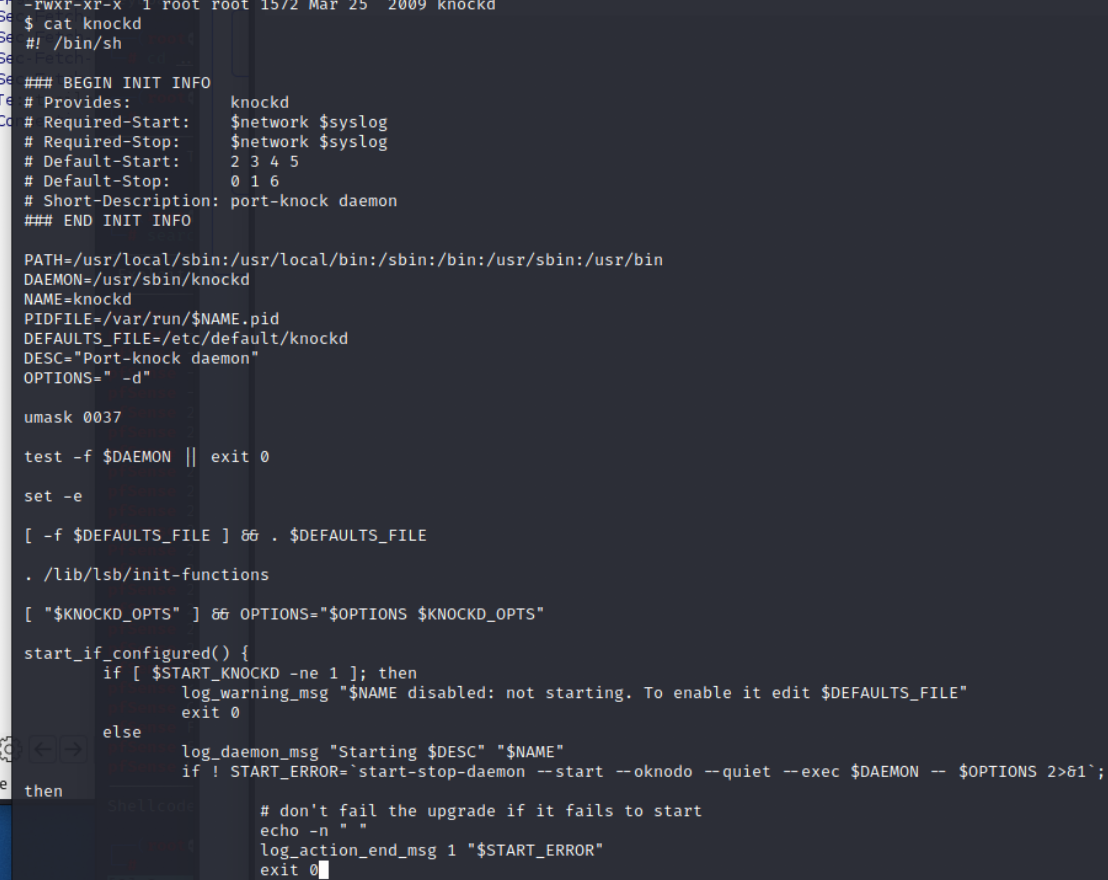 -rwxr-xr-x  1 root root 1572 Mar 25  2009 knockd
$ cat knockd
#! /bin/sh

### BEGIN INIT INFO
# Provides:          knockd
# Required-Start:    $network $syslog
# Required-Stop:     $network $syslog
# Default-Start:     2 3 4 5
# Default-Stop:      0 1 6
# Short-Description: port-knock daemon
### END INIT INFO

PATH=/usr/local/sbin:/usr/local/bin:/sbin:/bin:/usr/sbin:/usr/bin
DAEMON=/usr/sbin/knockd
NAME=knockd
PIDFILE=/var/run/$NAME.pid
DEFAULTS_FILE=/etc/default/knockd
DESC="Port-knock daemon"
OPTIONS=" -d"

umask 0037

test -f $DAEMON || exit 0

set -e

[ -f $DEFAULTS_FILE ] && . $DEFAULTS_FILE

. /lib/lsb/init-functions

[ "$KNOCKD_OPTS" ] && OPTIONS="$OPTIONS $KNOCKD_OPTS"

start_if_configured() {
        if [ $START_KNOCKD -ne 1 ]; then
                log_warning_msg "$NAME disabled: not starting. To enable it edit $DEFAULTS_FILE"
                exit 0
        else
                log_daemon_msg "Starting $DESC" "$NAME"
                if ! START_ERROR=`start-stop-daemon --start --oknodo --quiet --exec $DAEMON -- $OPTIONS 2>&1`;
then
Shellcode
                        # don't fail the upgrade if it fails to start
                        echo -n " "
                        log_action_end_msg 1 "$START_ERROR"
                        exit 0